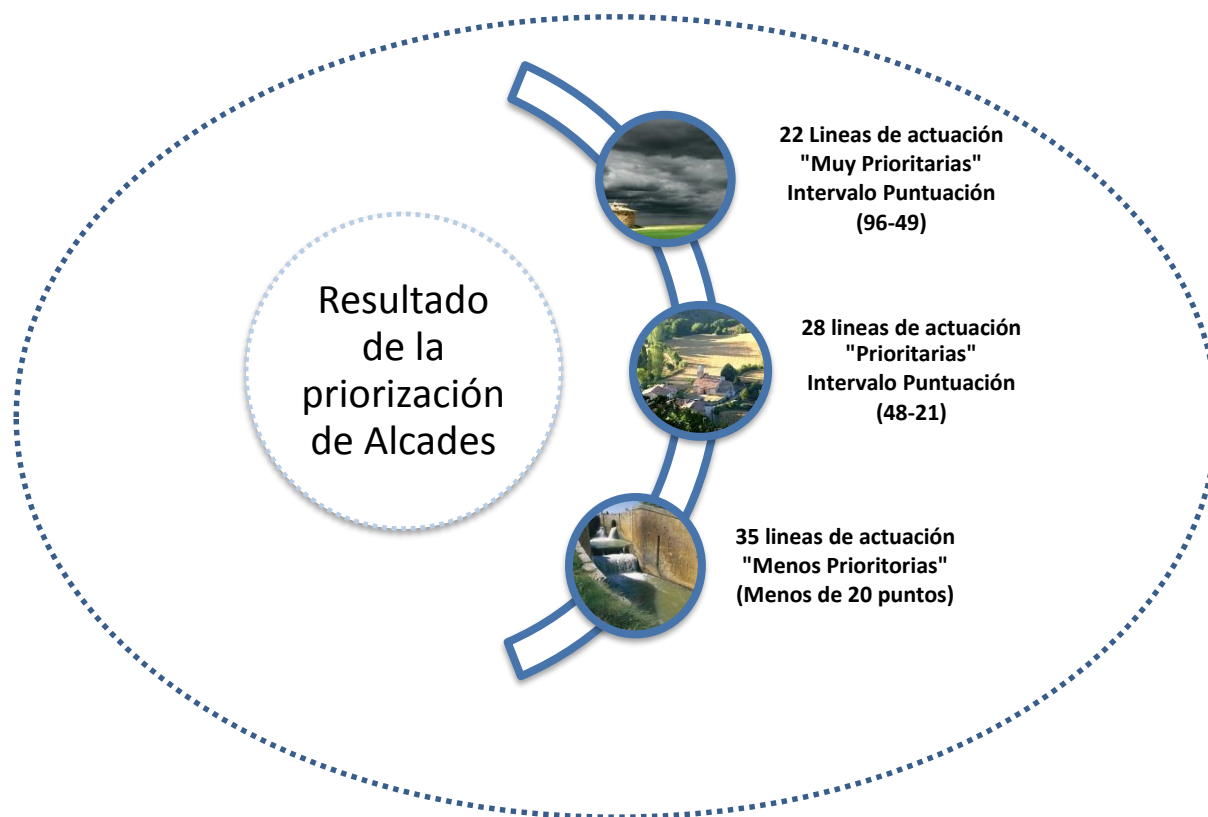 Resultado
de la
priorización
de Alcades
22 Lineas de actuación
"Muy Prioritarias"
Intervalo Puntuación
(96-49)
28 lineas de actuación
"Prioritarias"
Intervalo Puntuación
(48-21)
35 lineas de actuación
"Menos Prioritorias"
(Menos de 20 puntos)